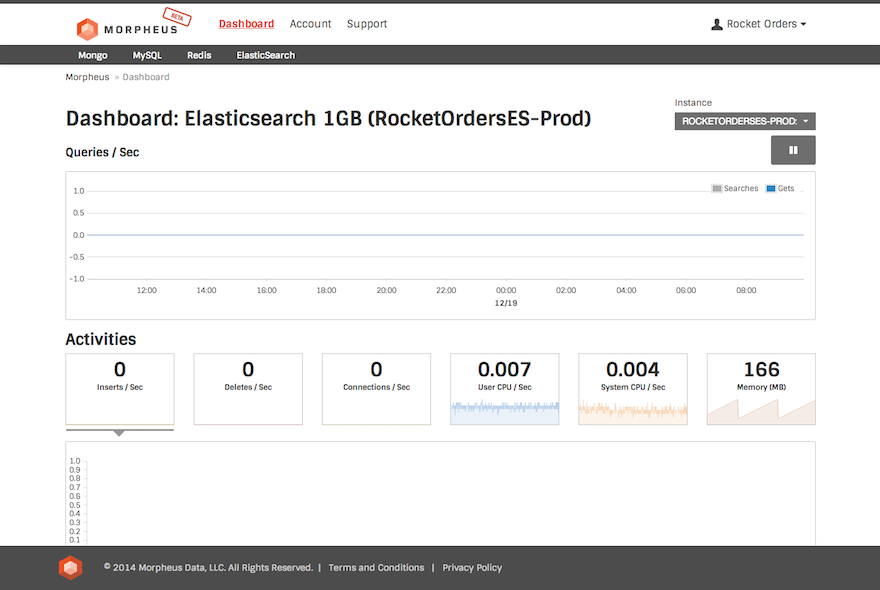 MORPHEUS BETA Dashboard Account Support Rocket Orders
Mongo MySQL Redis ElasticSearch
Morpheus » Dashboard
Instance
Dashboard: Elasticsearch 1GB (RocketOrdersES-Prod)
ROCKETORDERSES-PROD:
Queries / Sec
Searches Gets
1.0
0.5
0.0
-0.5
-1.0
12:00 14:00 16:00 18:00 20:00 22:00 00:00 02:00 04:00 06:00 08:00
12/19
Activities
0 0 0 0.007 0.004 166
Inserts / Sec Deletes / Sec Connections / Sec User CPU / Sec System CPU / Sec Memory (MB)
1.0
0.9
0.8
0.7
0.6
0.5
0.4
0.3
0.2
0.1
© 2014 Morpheus Data, LLC. All Rights Reserved. | Terms and Conditions | Privacy Policy